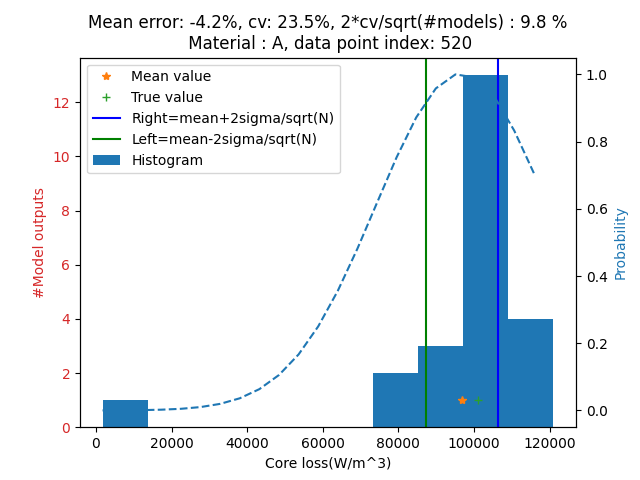 Mean error: -4.2%, cv: 23.5%, 2*cv/sqrt(#models) : 9.8 %
Material : A, data point index: 520
Mean value
True value
Right=mean+2sigma/sqrt(N)
Left=mean-2sigma/sqrt(N)
Histogram
#Model outputs
12
10
8
6
4
2
0
1.0
0.8
0.6
0.4
0.2
0.0
Probability
0 20000 40000 60000 80000 100000 120000
Core loss(W/m^3)